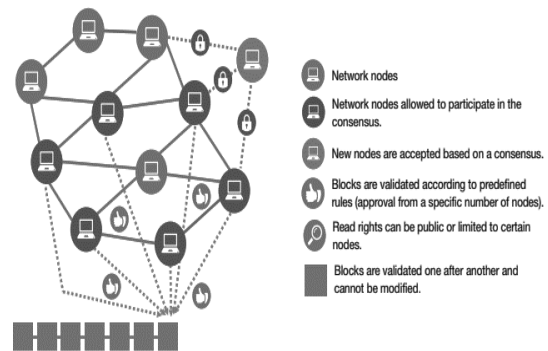 Network nodes
Network nodes allowed to participate in the
consensus.
New nodes are accepted based on a consensus.
Blocks are validated according to predefined
rules (approval from a specific number of nodes).
Read rights can be public or limited to certain
nodes.
Blocks are validated one after another and
cannot be modified.